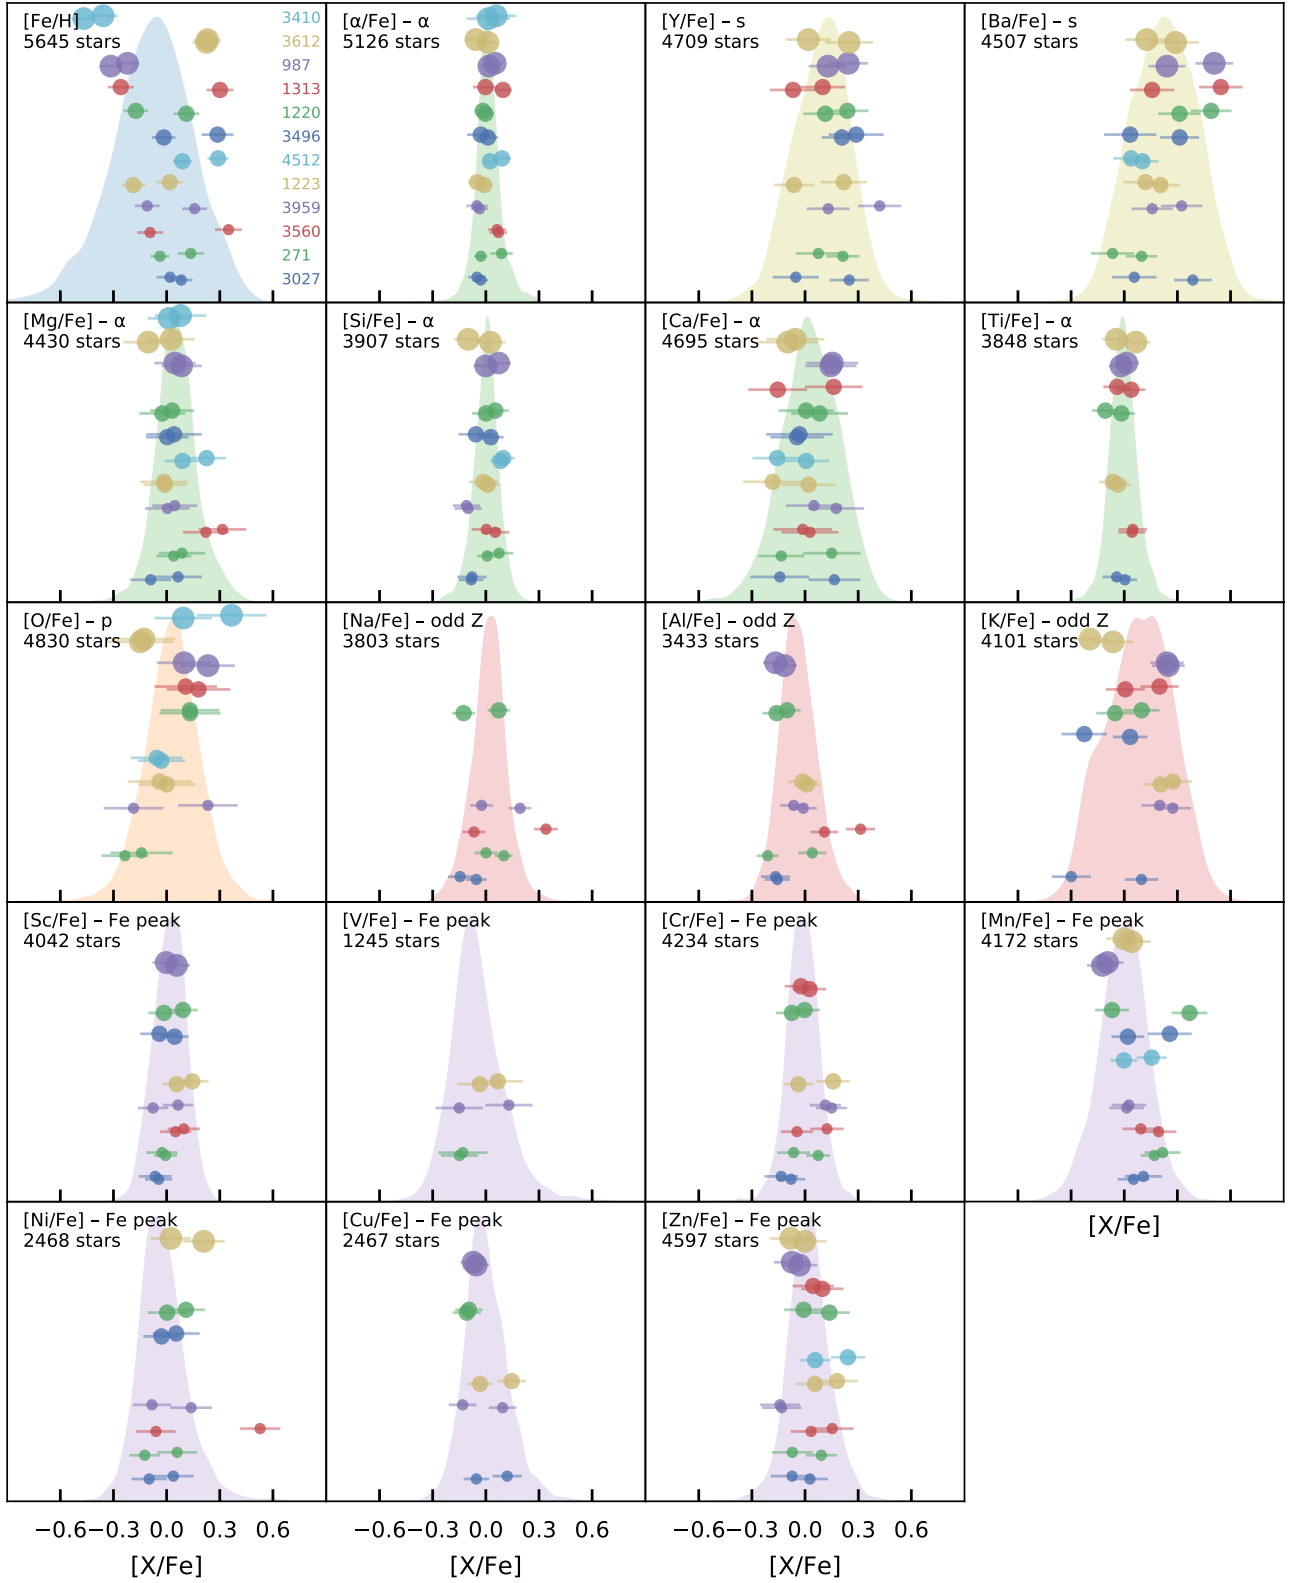 [Fe/H]
5645 stars
3410
3612
987
1313
1220
3496
4512
1223
3959
3560
271
3027
[α/Fe] – α
5126 stars
[Y/Fe] – s
4709 stars
[Ba/Fe] – s
4507 stars
[Mg/Fe] – α
4430 stars
[Si/Fe] – α
3907 stars
[Ca/Fe] – α
4695 stars
[Ti/Fe] – α
3848 stars
[O/Fe] – p
4830 stars
[Na/Fe] – odd Z
3803 stars
[Al/Fe] – odd Z
3433 stars
[K/Fe] – odd Z
4101 stars
[Sc/Fe] – Fe peak
4042 stars
[V/Fe] – Fe peak
1245 stars
[Cr/Fe] – Fe peak
4234 stars
[Mn/Fe] – Fe peak
4172 stars
[X/Fe]
[Ni/Fe] – Fe peak
2468 stars
[Cu/Fe] – Fe peak
2467 stars
[Zn/Fe] – Fe peak
4597 stars
−0.6 −0.3 0.0 0.3 0.6
−0.6 −0.3 0.0 0.3 0.6
−0.6 −0.3 0.0 0.3 0.6
[X/Fe]
[X/Fe]
[X/Fe]